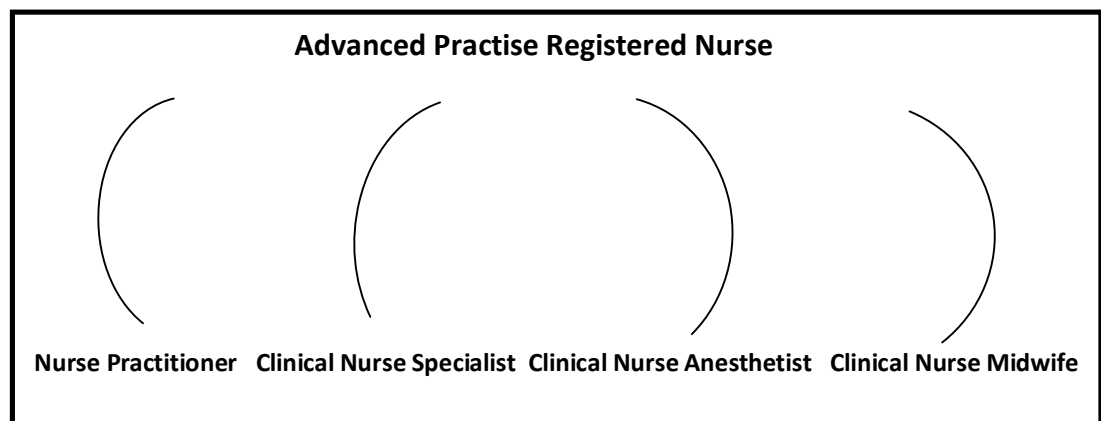 Advanced Practise Registered Nurse
Nurse Practitioner Clinical Nurse Specialist Clinical Nurse Anesthetist Clinical Nurse Midwife